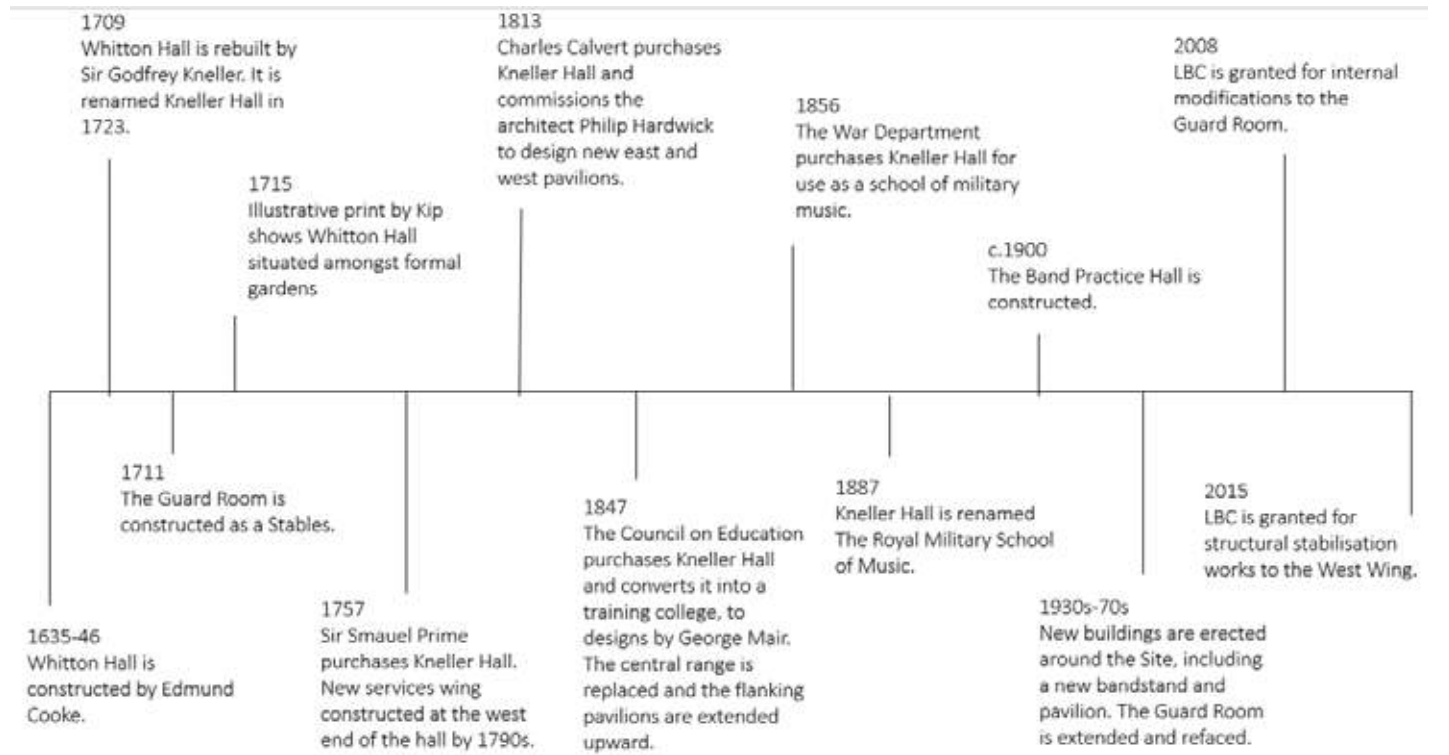 1709
Whitton Hall is rebuilt by
Sir Godfrey Kneller. It is
renamed Kneller Hall in
1723.
1715
Illustrative print by Kip
shows Whitton Hall
situated amongst formal
gardens
1813
Charles Calvert purchases
Kneller Hall and
commissions the
architect Philip Hardwick
to design new east and
west pavilions.
1856
The War Department
purchases Kneller Hall for
use as a school of military
music.
c.1900
The Band Practice Hall is
constructed.
2008
LBC is granted for internal
modifications to the
Guard Room.
1635-46
Whitton Hall is
constructed by Edmund
Cooke.
1711
The Guard Room is
constructed as a Stables.
1757
Sir Smauel Prime
purchases Kneller Hall.
New services wing
constructed at the west
end of the hall by 1790s.
1847
The Council on Education
purchases Kneller Hall
and converts it into a
training college, to
designs by George Mair.
The central range is
replaced and the flanking
pavilions are extended
upward.
1887
Kneller Hall is renamed
The Royal Military School
of Music.
1930s-70s
New buildings are erected
around the Site, including
a new bandstand and
pavilion. The Guard Room
is extended and refaced.
2015
LBC is granted for
structural stabilisation
works to the West Wing.